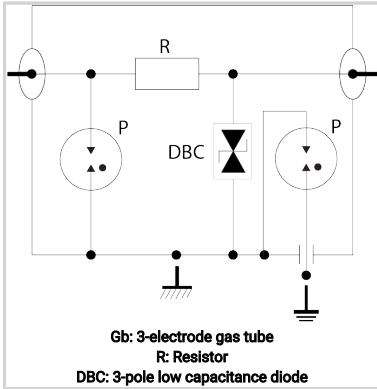 R
P
DBC
P
Gb: 3-electrode gas tube
R: Resistor
DBC: 3-pole low capacitance diode